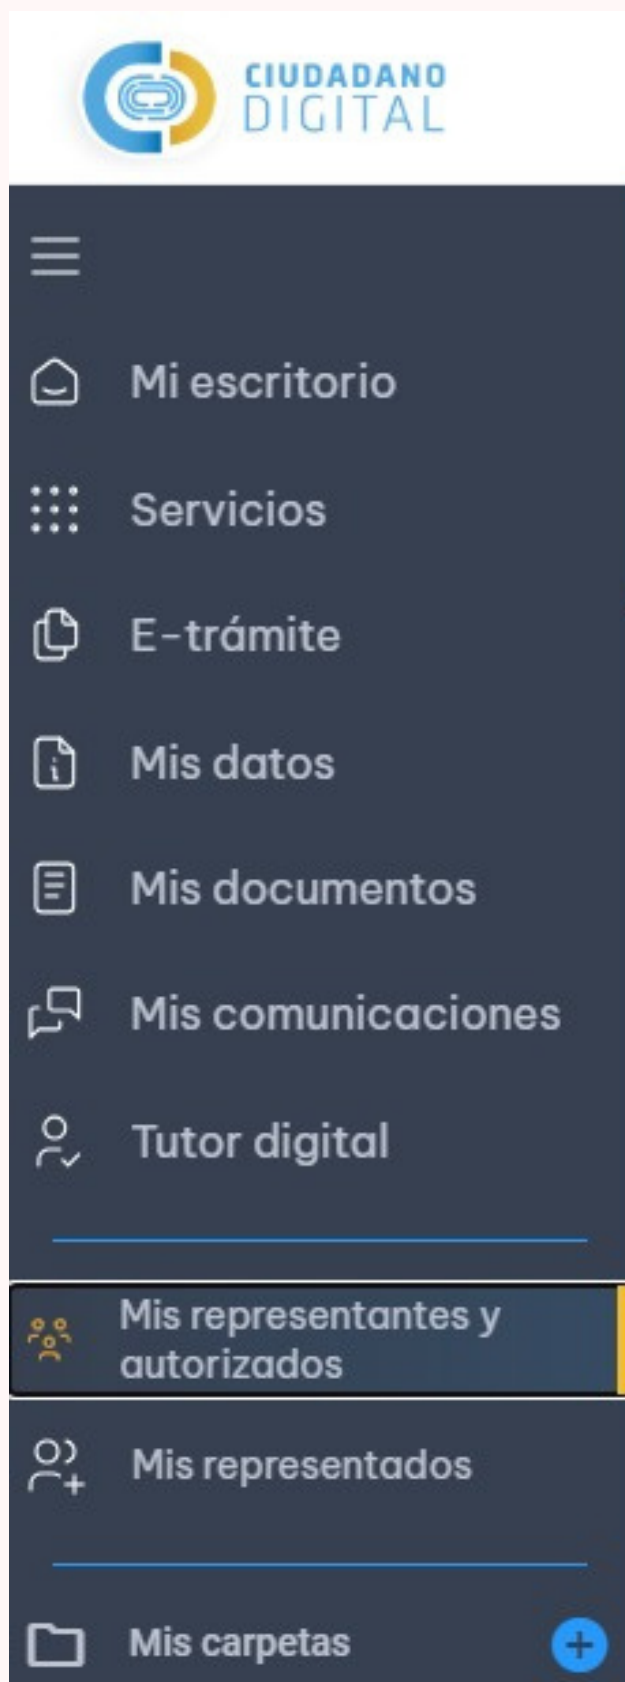 CIUDADANO
DIGITAL
Mi escritorio
Servicios
E-trámite
Mis datos
Mis documentos
Mis comunicaciones
Tutor digital
Mis representantes y
autorizados
Mis representados
Mis carpetas